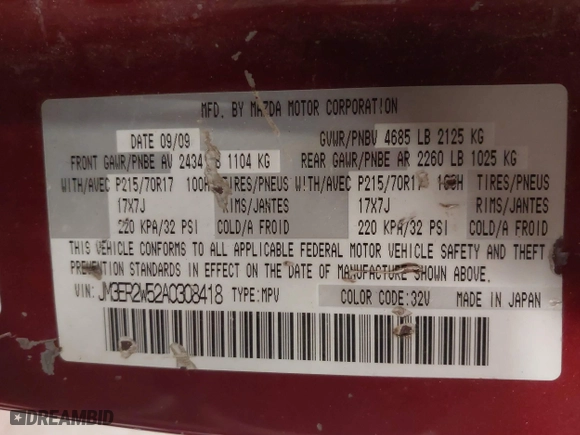 MFD. BY MAZDA MOTOR CORPORATION
DATE 09/09 GVWR/PNBV 4685 LB 2125 KG
FRONT GAWR/PNBE AV 2434 1104 KG REAR GAWR/PNBE AR 2260 LB 1025 KG
WITH/AVEC P215/70R17 100H TIRES/PNEUS WITH/AVEC P215/70R17 100H TIRES/PNEUS
17X7J RIMS/JANTES 17X7J RIMS/JANTES
220 KPA/32 PSI COLD/A FROID 220 KPA/32 PSI COLD/A FROID
THIS VEHICLE CONFORMS TO ALL APPLICABLE FEDERAL MOTOR VEHICLE SAFETY AND THEFT
PREVENTION STANDARDS IN EFFECT ON THE DATE OF MANUFACTURE SHOWN ABOVE.
VIN: JM3ER2W52A0308418 TYPE:MPV COLOR CODE:32V MADE IN JAPAN
DREAMBID